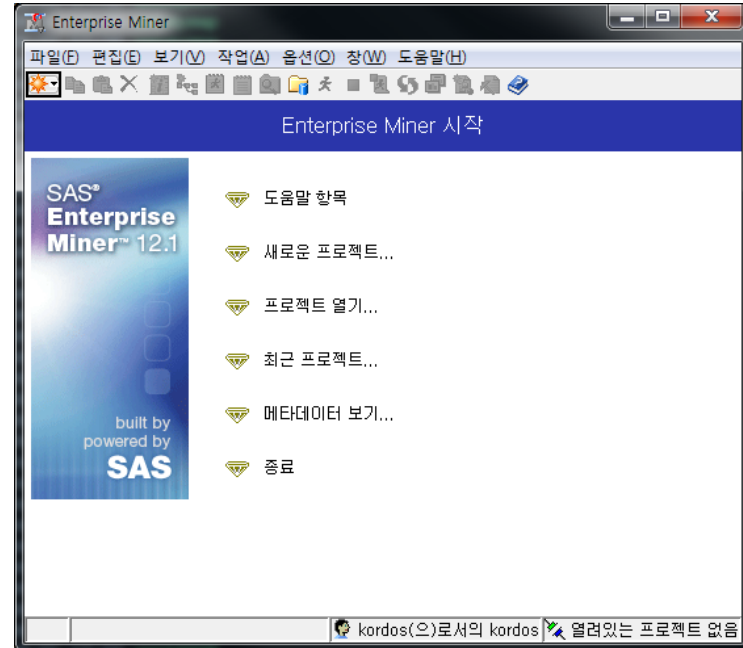 Enterprise Miner
파일(F) 편집(E) 보기(V) 작업(A) 옵션(O) 창(W) 도움말(H)
Enterprise Miner 시작
SAS®
Enterprise
Miner™ 12.1
도움말 항목
새로운 프로젝트...
프로젝트 열기...
최근 프로젝트...
메타데이터 보기...
종료
built by
powered by
SAS
kordos(으)로서의 kordos 열려있는 프로젝트 없음